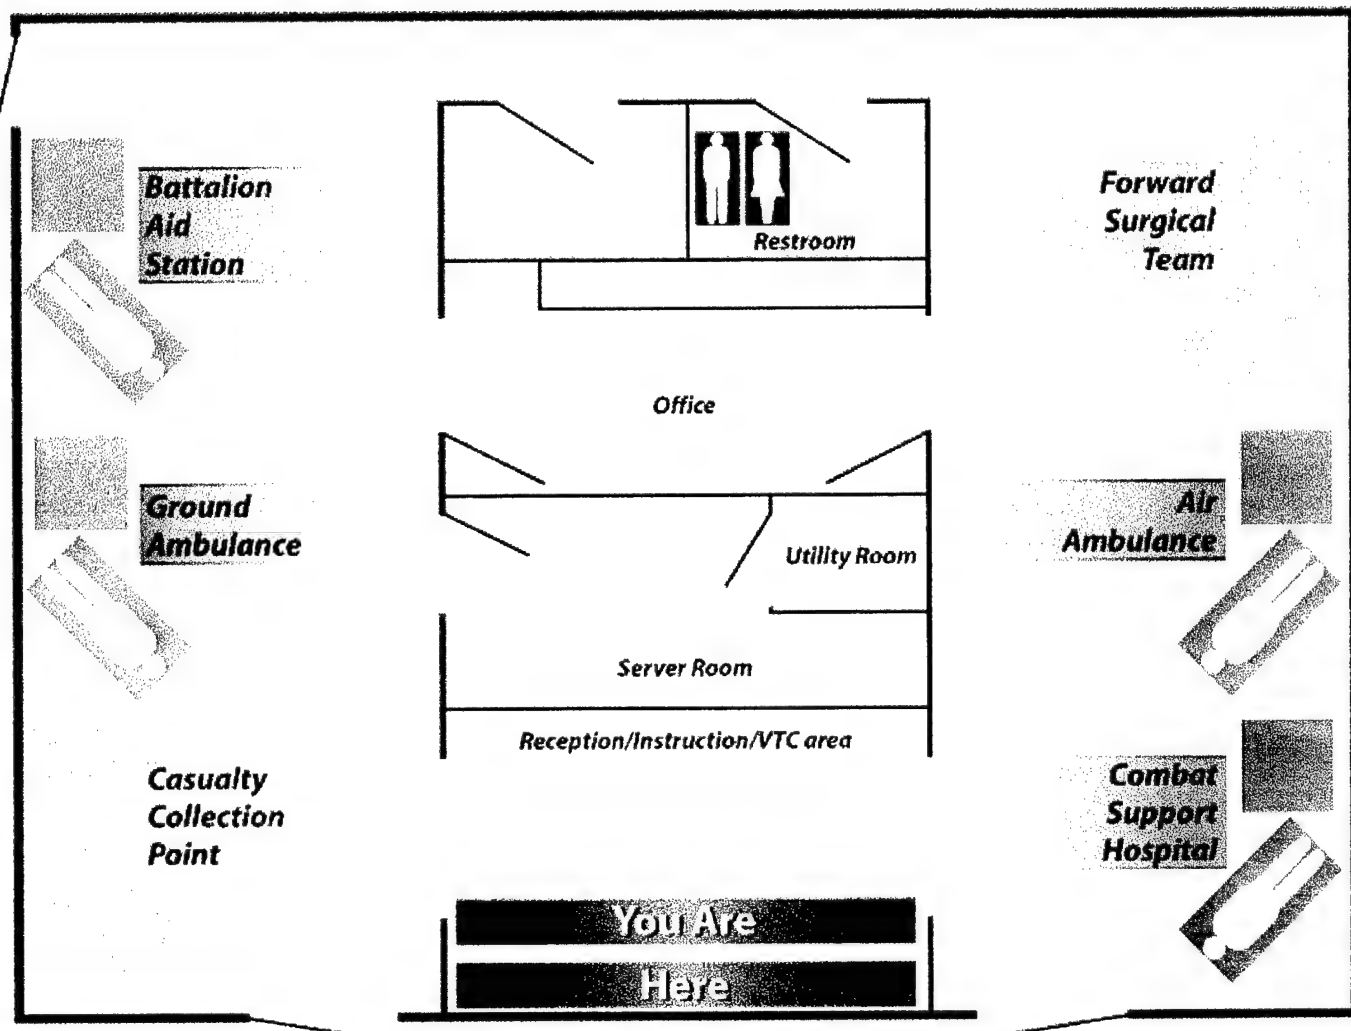 Battalion
Aid
Station
Restroom
Forward
Surgical
Team
Office
Ground
Ambulance
Air
Ambulance
Utility Room
Server Room
Reception/Instruction/VTC area
Casualty
Collection
Point
Combat
Support
Hospital
You Are
Here